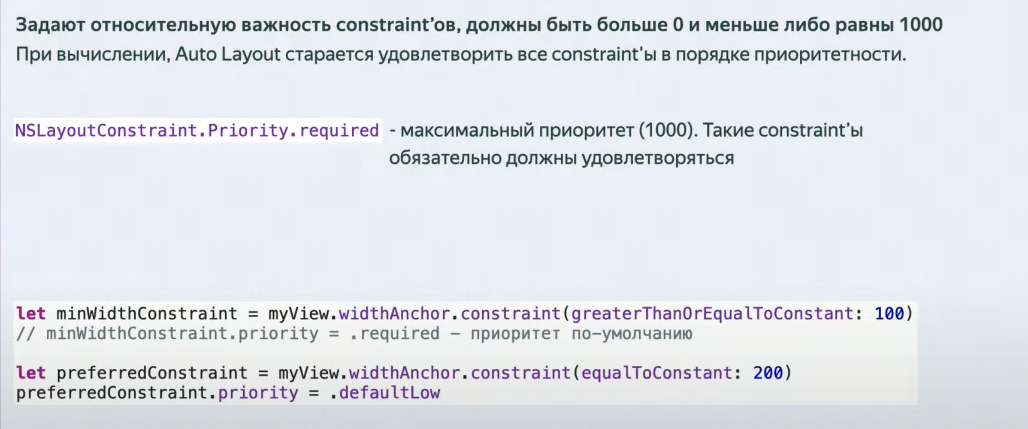 Задают относительную важность constraint’ов, должны быть больше 0 и меньше либо равны 1000
При вычислении, Auto Layout старается удовлетворить все constraint'ы в порядке приоритетности.
NSLayoutConstraint.Priority.required - максимальный приоритет (1000). Такие constraint’ы
обязательно должны удовлетворяться
let minWidthConstraint = myView.widthAnchor.constraint(greaterThanOrEqualToConstant: 100)
// minWidthConstraint.priority = .required — приоритет по-умолчанию
let preferredConstraint = myView.widthAnchor.constraint(equalToConstant: 200)
preferredConstraint.priority = .defaultLow